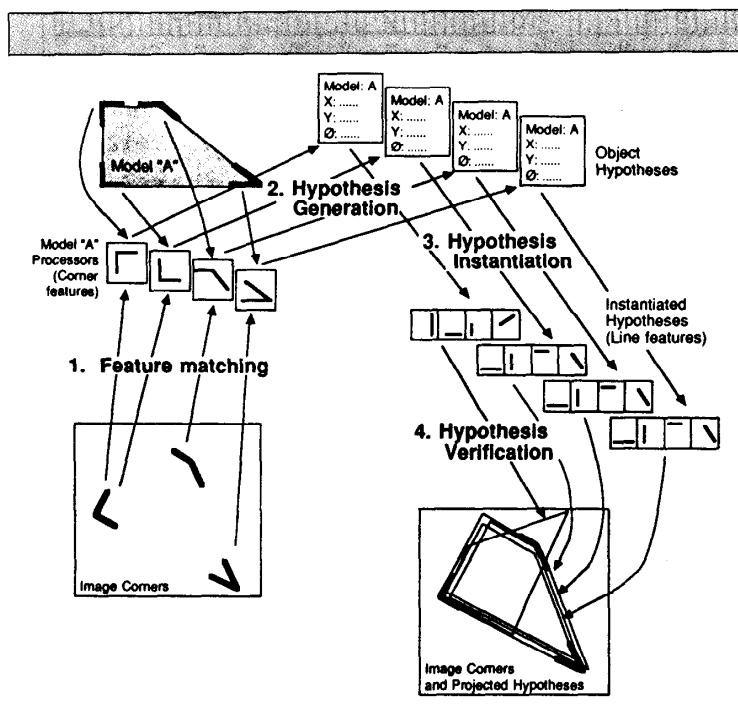 Model: A
X: ......
Y: ......
Ø: ......
Model: A
X: ......
Y: ......
Ø: ......
Model: A
X: ......
Y: ......
Ø: ......
Model: A
X: ......
Y: ......
Ø: ......
Object
Hypotheses
Model "A"
2. Hypothesis
Generation
Model "A"
Processors
(Corner
features)
3. Hypothesis
Instantiation
Instantiated
Hypotheses
(Line features)
1. Feature matching
4. Hypothesis
Verification
Image Corners
Image Corners
and Projected Hypotheses